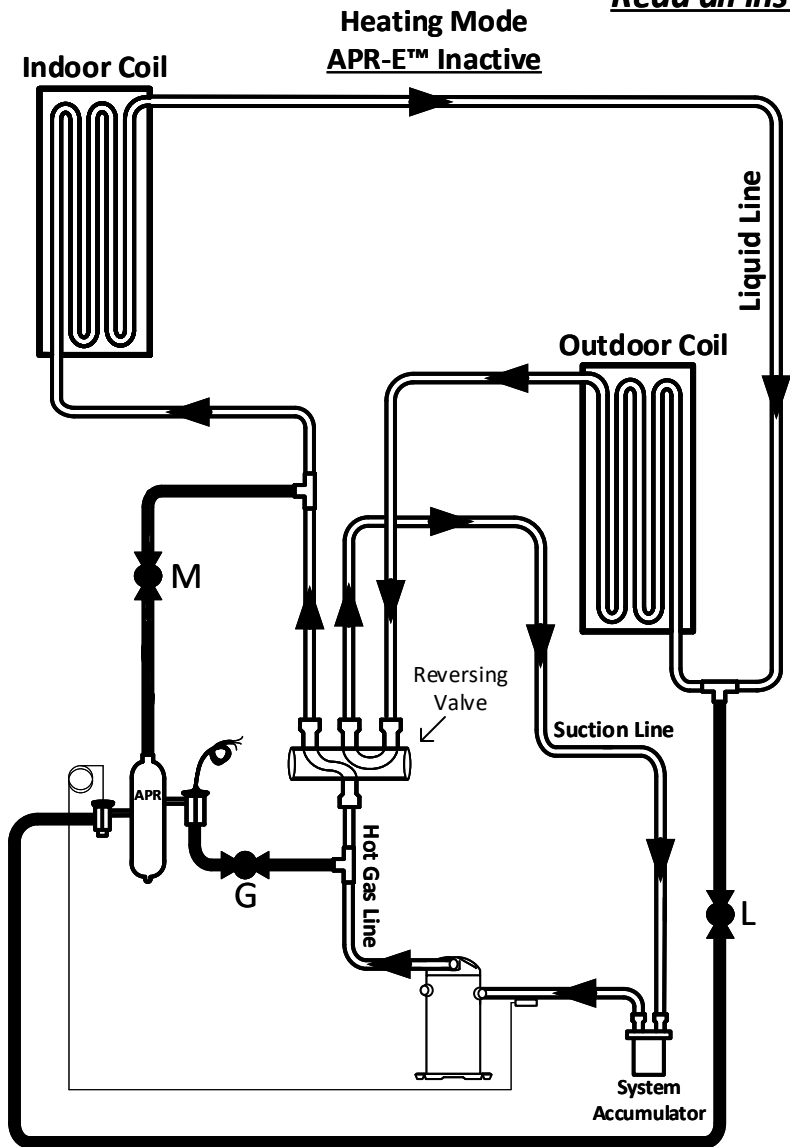 Read all Ins
Heating Mode
APR-E™ Inactive
Indoor Coil
Liquid Line
Outdoor Coil
M
Reversing
Valve
Suction Line
APR
G
Hot Gas Line
L
System
Accumulator